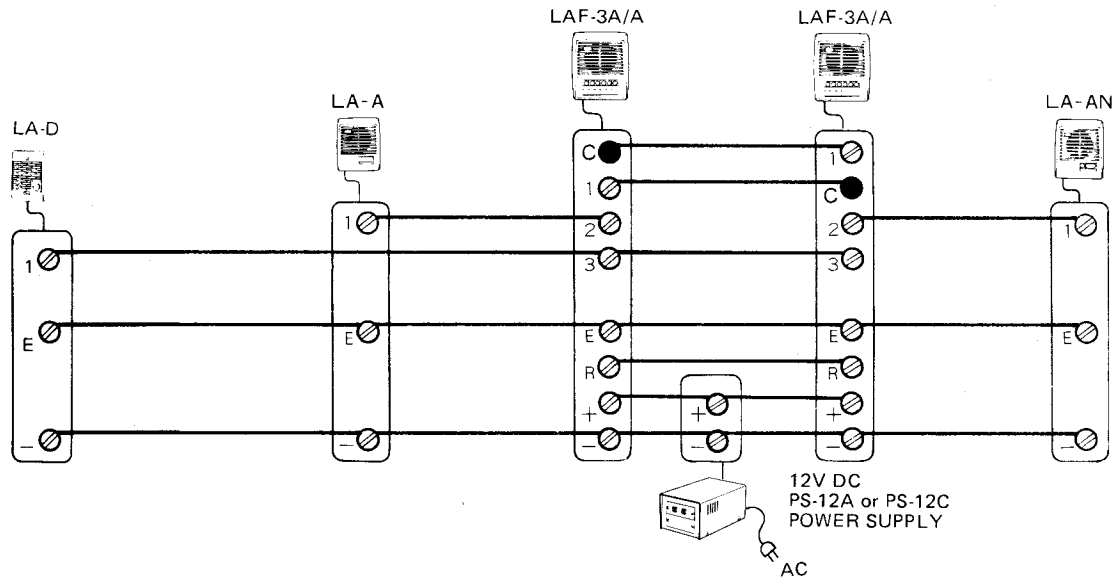 LAF-3A/A
LAF-3A/A
LA-A
LA-AN
LA-D
C
1
1
C
1
2
2
1
1
3
3
E
E
E
E
E
R
R
+
+
+
−
−
−
−
−
−
12V DC
PS-12A or PS-12C
POWER SUPPLY
AC